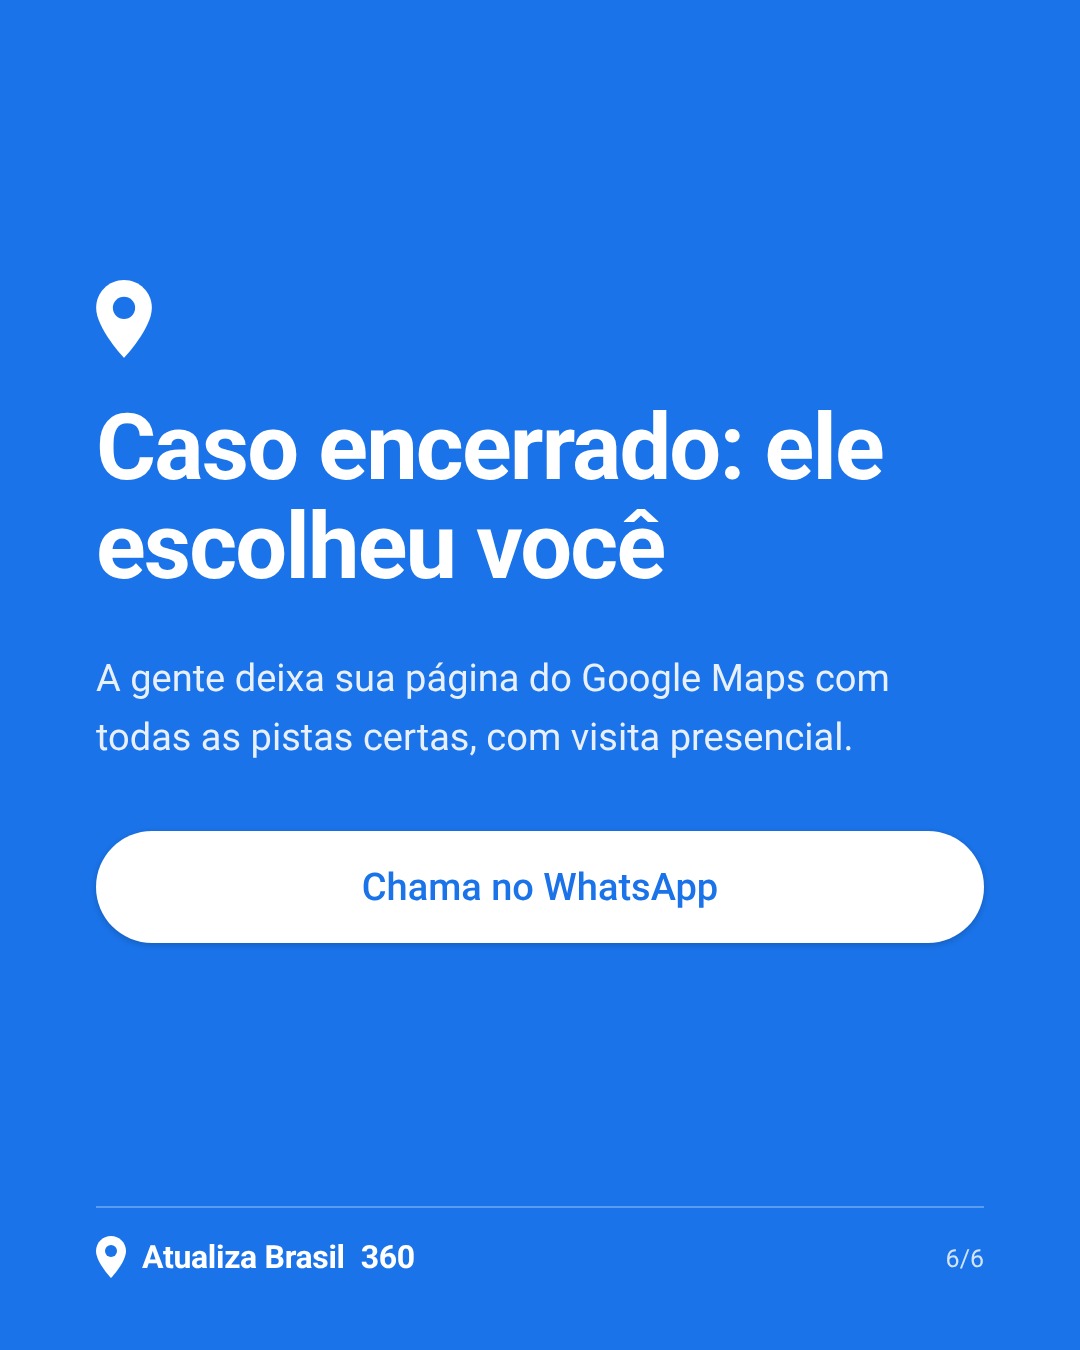 Caso encerrado: ele
escolheu você
A gente deixa sua página do Google Maps com
todas as pistas certas, com visita presencial.
Chama no WhatsApp
Atualiza Brasil 360
6/6